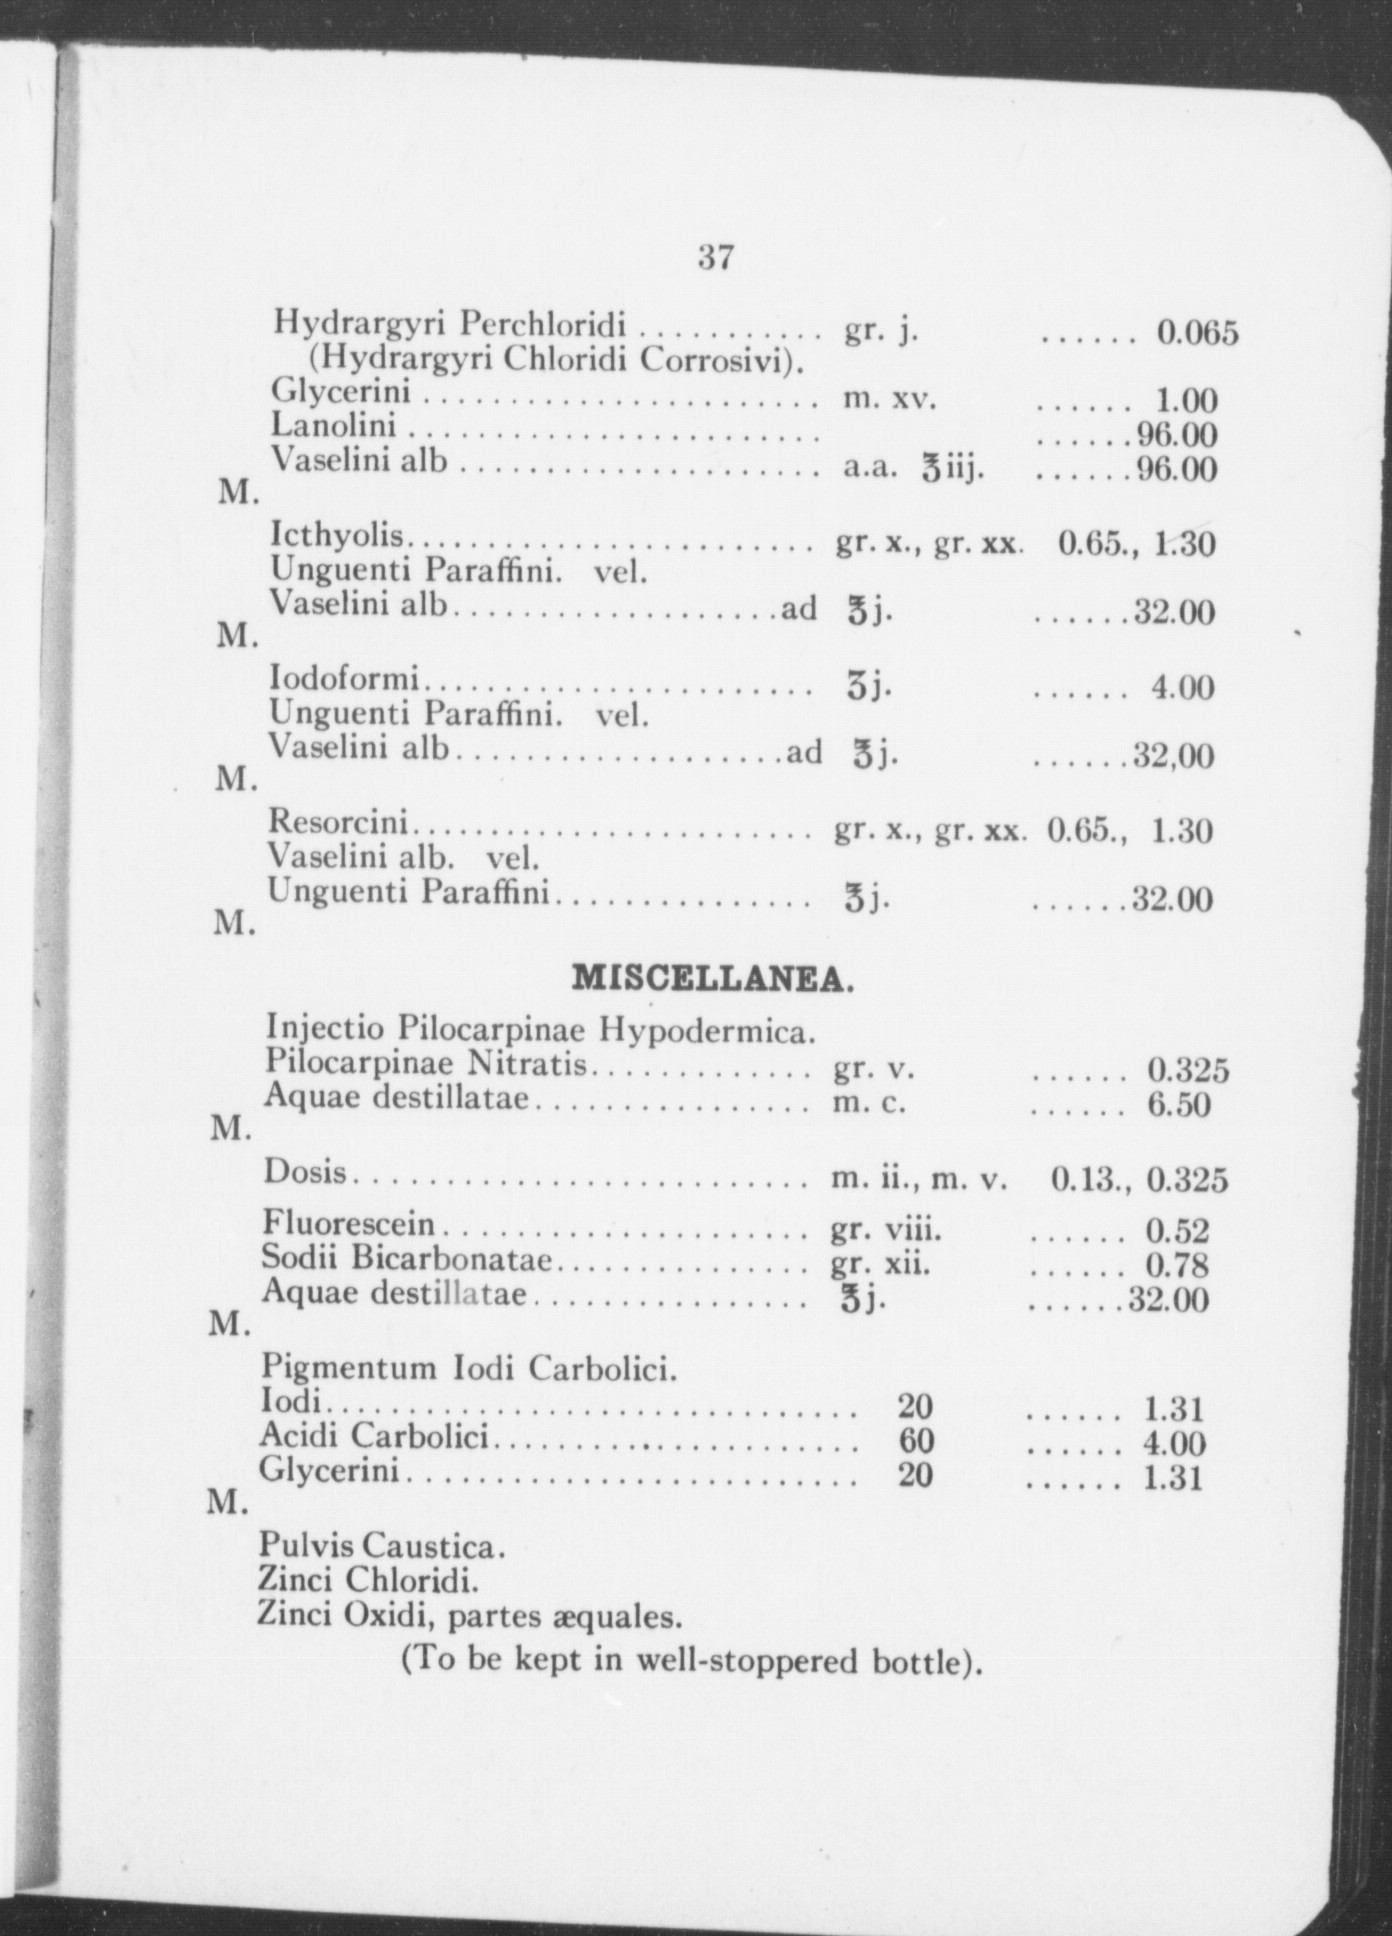 37
Hydrargyri Perchloridi ........... gr. j. ...... 0.065
(Hydrargyri Chloridi Corrosivi).
Glycerini ....................... m. xv. ...... 1.00
Lanolini ........................ ......96.00
Vaselini alb ..................... a.a. ℥iij. ......96.00
M.
Icthyolis........................ gr. x., gr. xx. 0.65., 1.30
Unguenti Paraffini. vel.
Vaselini alb...................ad ℥j. ......32.00
M.
Iodoformi....................... ʒj. ...... 4.00
Unguenti Paraffini. vel.
Vaselini alb...................ad ℥j. ......32,00
M.
Resorcini........................ gr. x., gr. xx. 0.65., 1.30
Vaselini alb. vel.
Unguenti Paraffini............... ℥j. ......32.00
M.
MISCELLANEA.
Injectio Pilocarpinae Hypodermica.
Pilocarpinae Nitratis............. gr. v. ...... 0.325
Aquae destillatae................ m. c. ...... 6.50
M.
Dosis........................... m. ii., m. v. 0.13., 0.325
Fluorescein...................... gr. viii. ...... 0.52
Sodii Bicarbonatae............... gr. xii. ...... 0.78
Aquae destillatae................ ℥j. ......32.00
M.
Pigmentum Iodi Carbolici.
Iodi............................... 20 ...... 1.31
Acidi Carbolici...................... 60 ...... 4.00
Glycerini........................... 20 ...... 1.31
M.
Pulvis Caustica.
Zinci Chloridi.
Zinci Oxidi, partes æquales.
(To be kept in well-stoppered bottle).